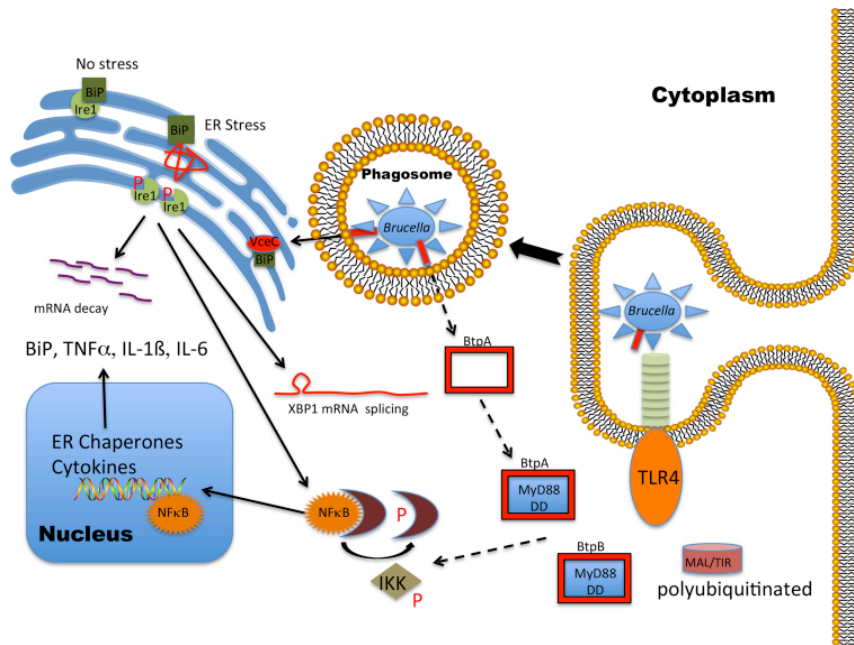 No stress
BiP
Ire1
BiP
ER Stress
P
Ire1
P
Ire1
VceC
BiP
mRNA decay
Phagosome
Brucella
Cytoplasm
Brucella
BiP, TNFα, IL-1ß, IL-6
XBP1 mRNA splicing
BtpA
ER Chaperones
Cytokines
NFκB
Nucleus
NFκB
P
IKK
P
BtpA
MyD88
DD
BtpB
MyD88
DD
TLR4
MAL/TIR
polyubiquitinated